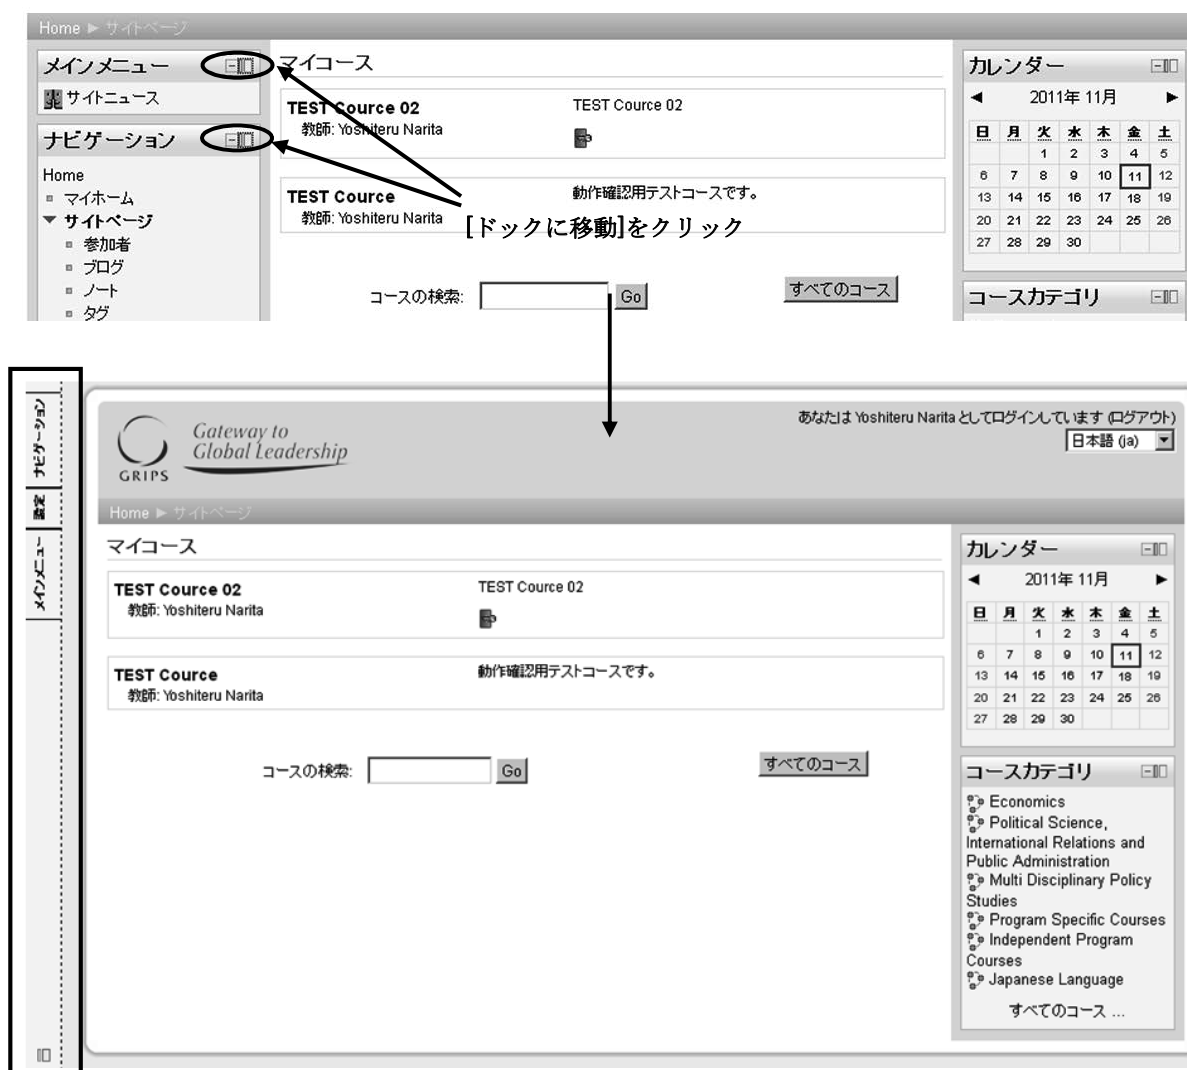 Home ▶ サイトページ
メインメニュー
サイトニュース
ナビゲーション
Home
マイホーム
サイトページ
参加者
ブログ
ノート
タグ
マイコース
TEST Cource 02
教師: Yoshiteru Narita
TEST Cource 02
TEST Cource
教師: Yoshiteru Narita
動作確認用テストコースです。
[ドックに移動]をクリック
コースの検索:
Go
すべてのコース
カレンダー
◀ 2011年 11月 ▶
日 月 火 水 木 金 土
1 2 3 4 5
6 7 8 9 10 11 12
13 14 15 16 17 18 19
20 21 22 23 24 25 26
27 28 29 30
コースカテゴリ
ナビゲーション
設定
メインメニュー
GRIPS
Gateway to
Global Leadership
あなたは Yoshiteru Narita としてログインしています (ログアウト)
日本語 (ja)
Home ▶ サイトページ
マイコース
TEST Cource 02
教師: Yoshiteru Narita
TEST Cource 02
TEST Cource
教師: Yoshiteru Narita
動作確認用テストコースです。
コースの検索:
Go
すべてのコース
カレンダー
◀ 2011年 11月 ▶
日 月 火 水 木 金 土
1 2 3 4 5
6 7 8 9 10 11 12
13 14 15 16 17 18 19
20 21 22 23 24 25 26
27 28 29 30
コースカテゴリ
Economics
Political Science,
International Relations and
Public Administration
Multi Disciplinary Policy
Studies
Program Specific Courses
Independent Program
Courses
Japanese Language
すべてのコース ...